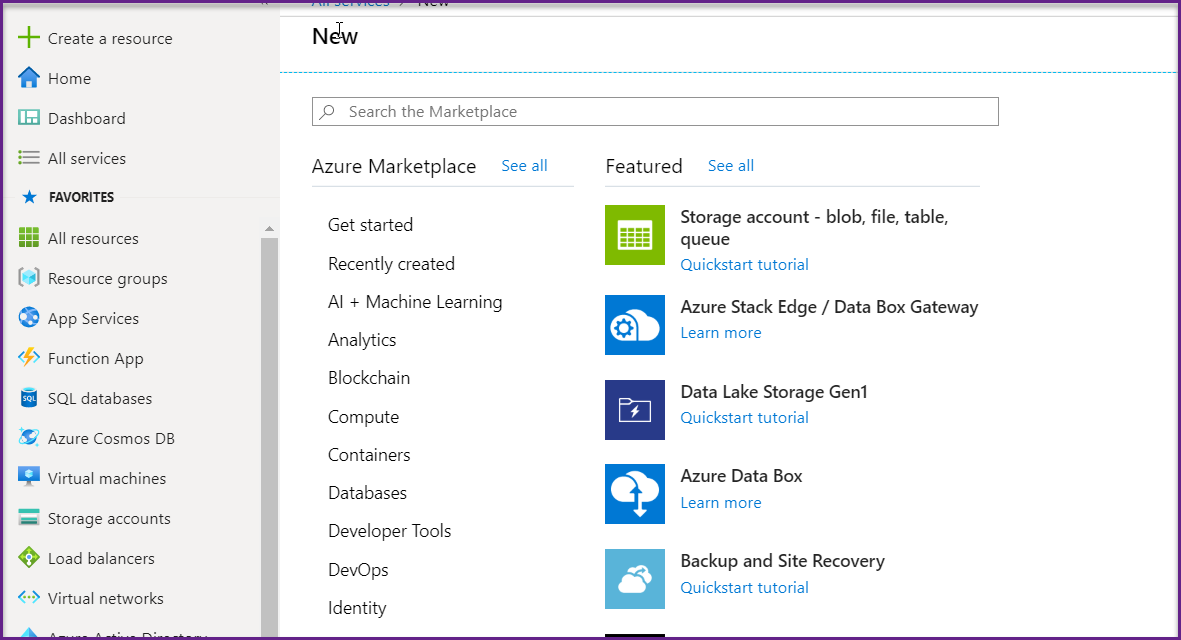 All services > New
Create a resource
Home
Dashboard
All services
FAVORITES
All resources
Resource groups
App Services
Function App
SQL databases
Azure Cosmos DB
Virtual machines
Storage accounts
Load balancers
Virtual networks
Azure Active Directory
New
Search the Marketplace
Azure Marketplace See all
Get started
Recently created
AI + Machine Learning
Analytics
Blockchain
Compute
Containers
Databases
Developer Tools
DevOps
Identity
Featured See all
Storage account - blob, file, table,
queue
Quickstart tutorial
Azure Stack Edge / Data Box Gateway
Learn more
Data Lake Storage Gen1
Quickstart tutorial
Azure Data Box
Learn more
Backup and Site Recovery
Quickstart tutorial